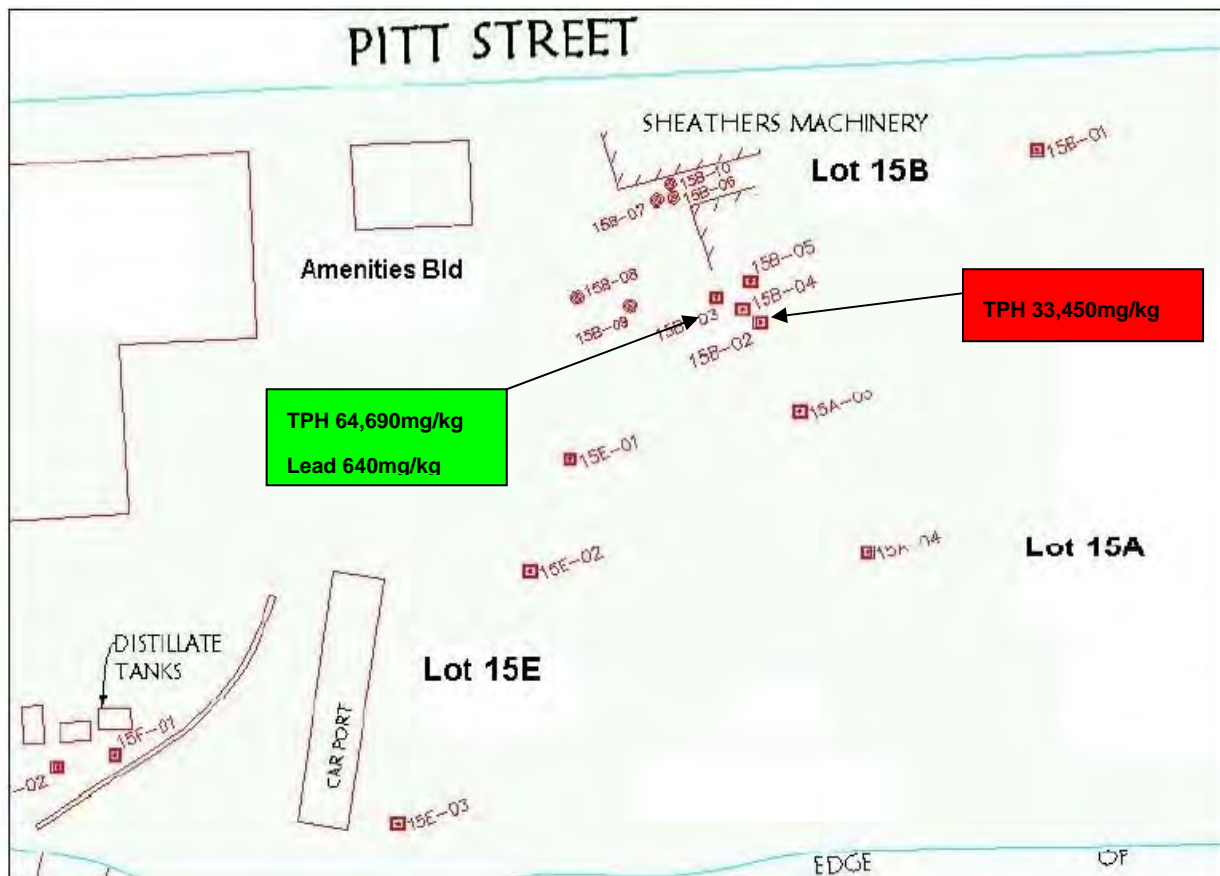 PITT STREET
SHEATHERS MACHINERY
Lot 15B
15B-01
15B-10
15B-06
15B-07
Amenities Bld
15B-08
15B-09
15B-05
15B-04
15B-03
15B-02
TPH 33,450mg/kg
TPH 64,690mg/kg
Lead 640mg/kg
15E-01
15E-02
Lot 15A
DISTILLATE
TANKS
Lot 15E
15F-01
-02
CAR PORT
15E-03
EDGE OF